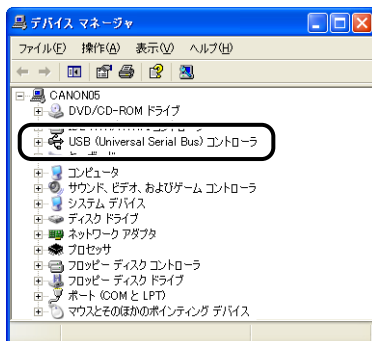 デバイス マネージャ
ファイル(F) 操作(A) 表示(V) ヘルプ(H)
CANON05
DVD/CD-ROM ドライブ
USB (Universal Serial Bus) コントローラ
コンピュータ
サウンド、ビデオ、およびゲーム コントローラ
システム デバイス
ディスク ドライブ
ネットワーク アダプタ
プロセッサ
フロッピー ディスク コントローラ
フロッピー ディスク ドライブ
ポート (COM と LPT)
マウスとそのほかのポインティング デバイス